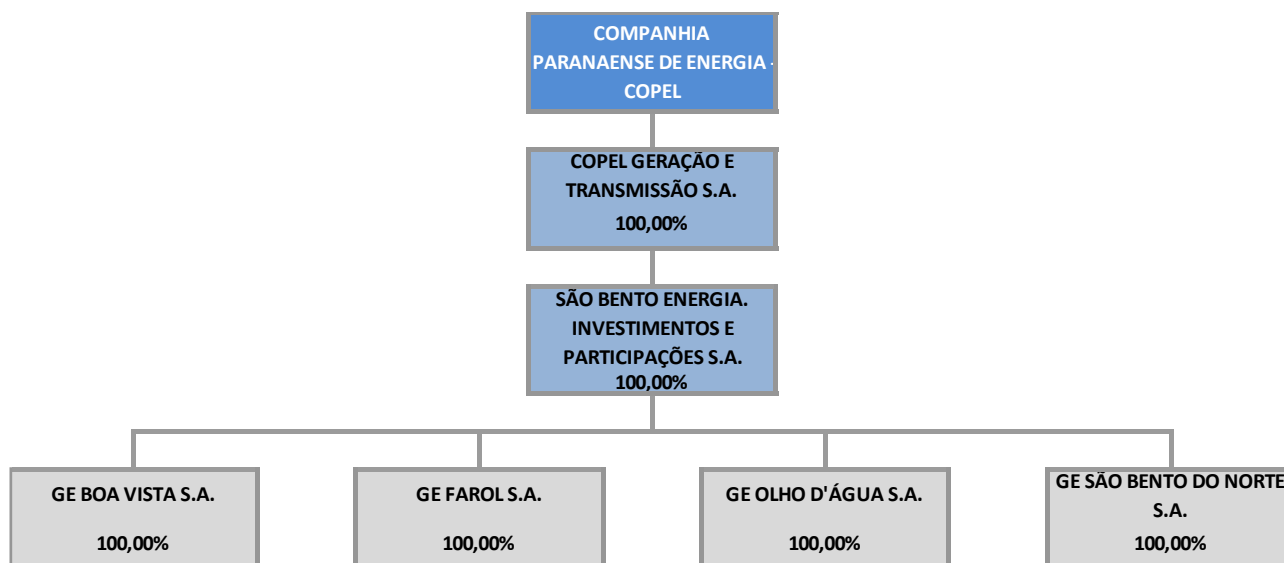 COMPANHIA
PARANAENSE DE ENERGIA -
COPEL
COPEL GERAÇÃO E
TRANSMISSÃO S.A.
100,00%
SÃO BENTO ENERGIA.
INVESTIMENTOS E
PARTICIPAÇÕES S.A.
100,00%
GE BOA VISTA S.A.
100,00%
GE FAROL S.A.
100,00%
GE OLHO D'ÁGUA S.A.
100,00%
GE SÃO BENTO DO NORTE
S.A.
100,00%